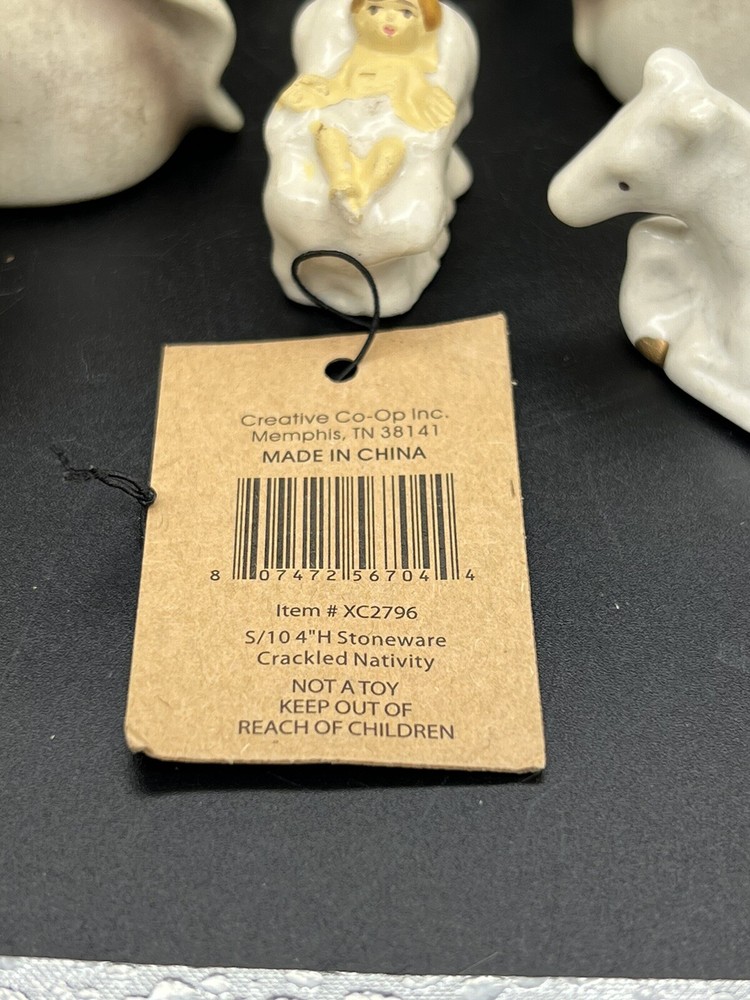 Creative Co-Op Inc.
Memphis, TN 38141
MADE IN CHINA
8 07472 56704 4
Item # XC2796
S/10 4"H Stoneware
Crackled Nativity
NOT A TOY
KEEP OUT OF
REACH OF CHILDREN